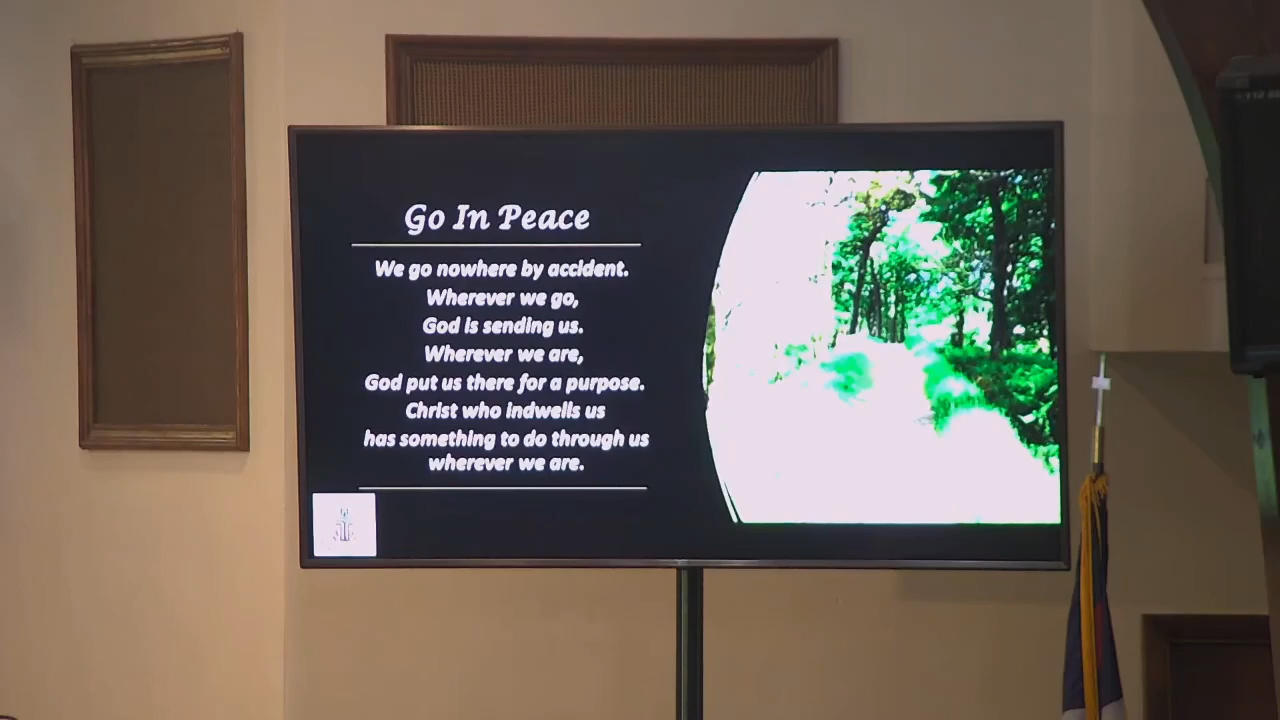 Go In Peace
We go nowhere by accident.
Wherever we go,
God is sending us.
Wherever we are,
God put us there for a purpose.
Christ who indwells us
has something to do through us
wherever we are.